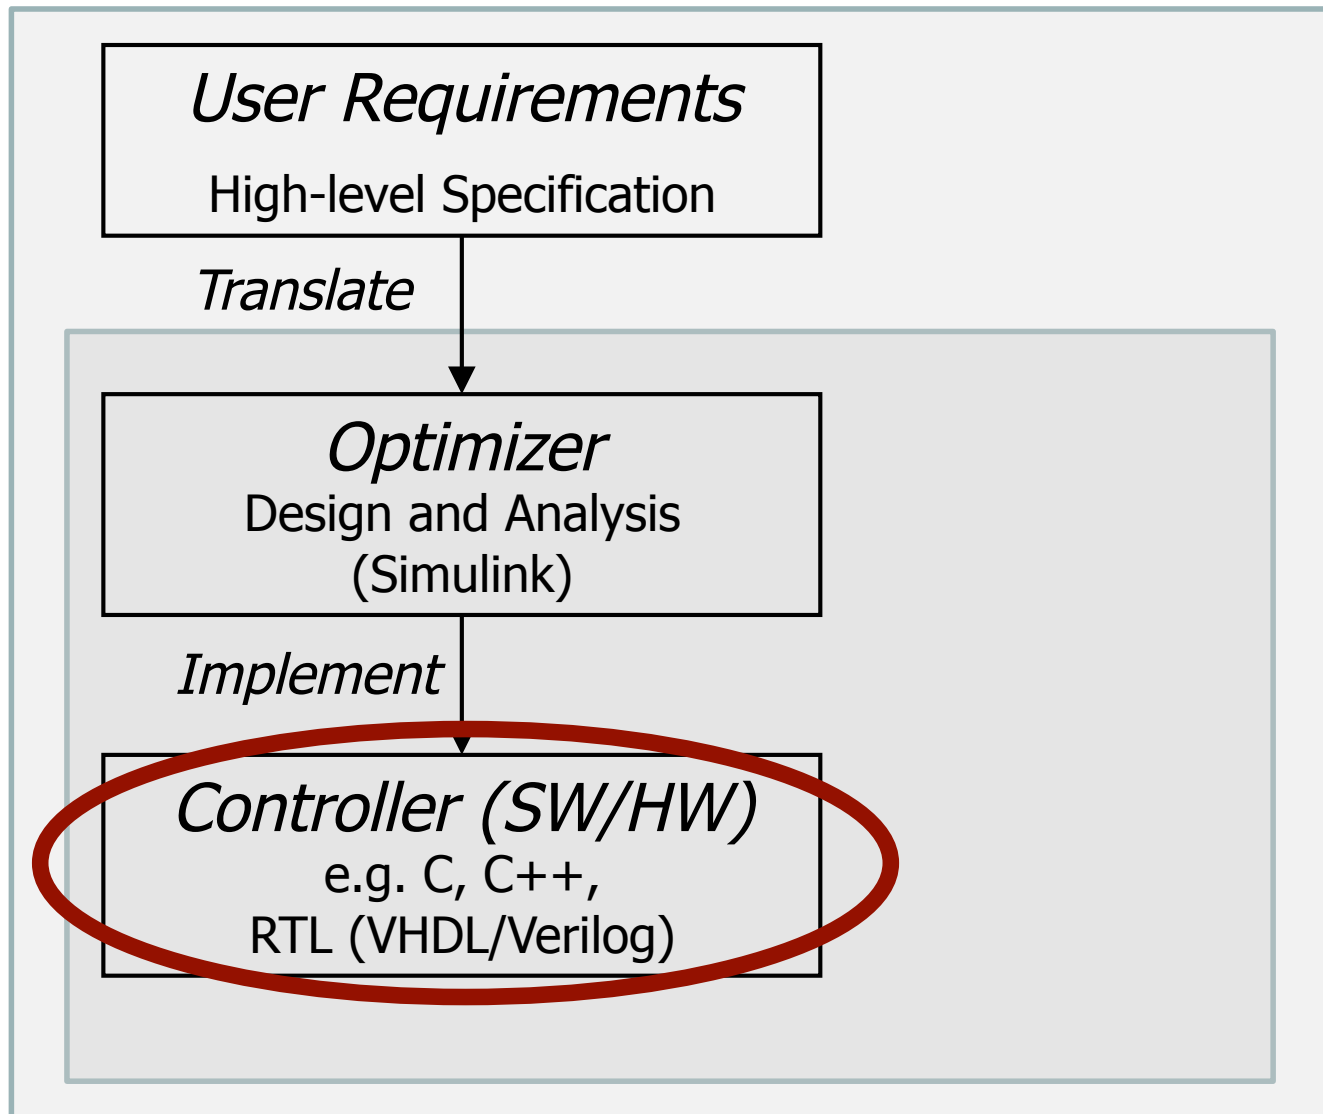 User Requirements
High-level Specification
Translate
Optimizer
Design and Analysis
(Simulink)
Implement
Controller (SW/HW)
e.g. C, C++,
RTL (VHDL/Verilog)